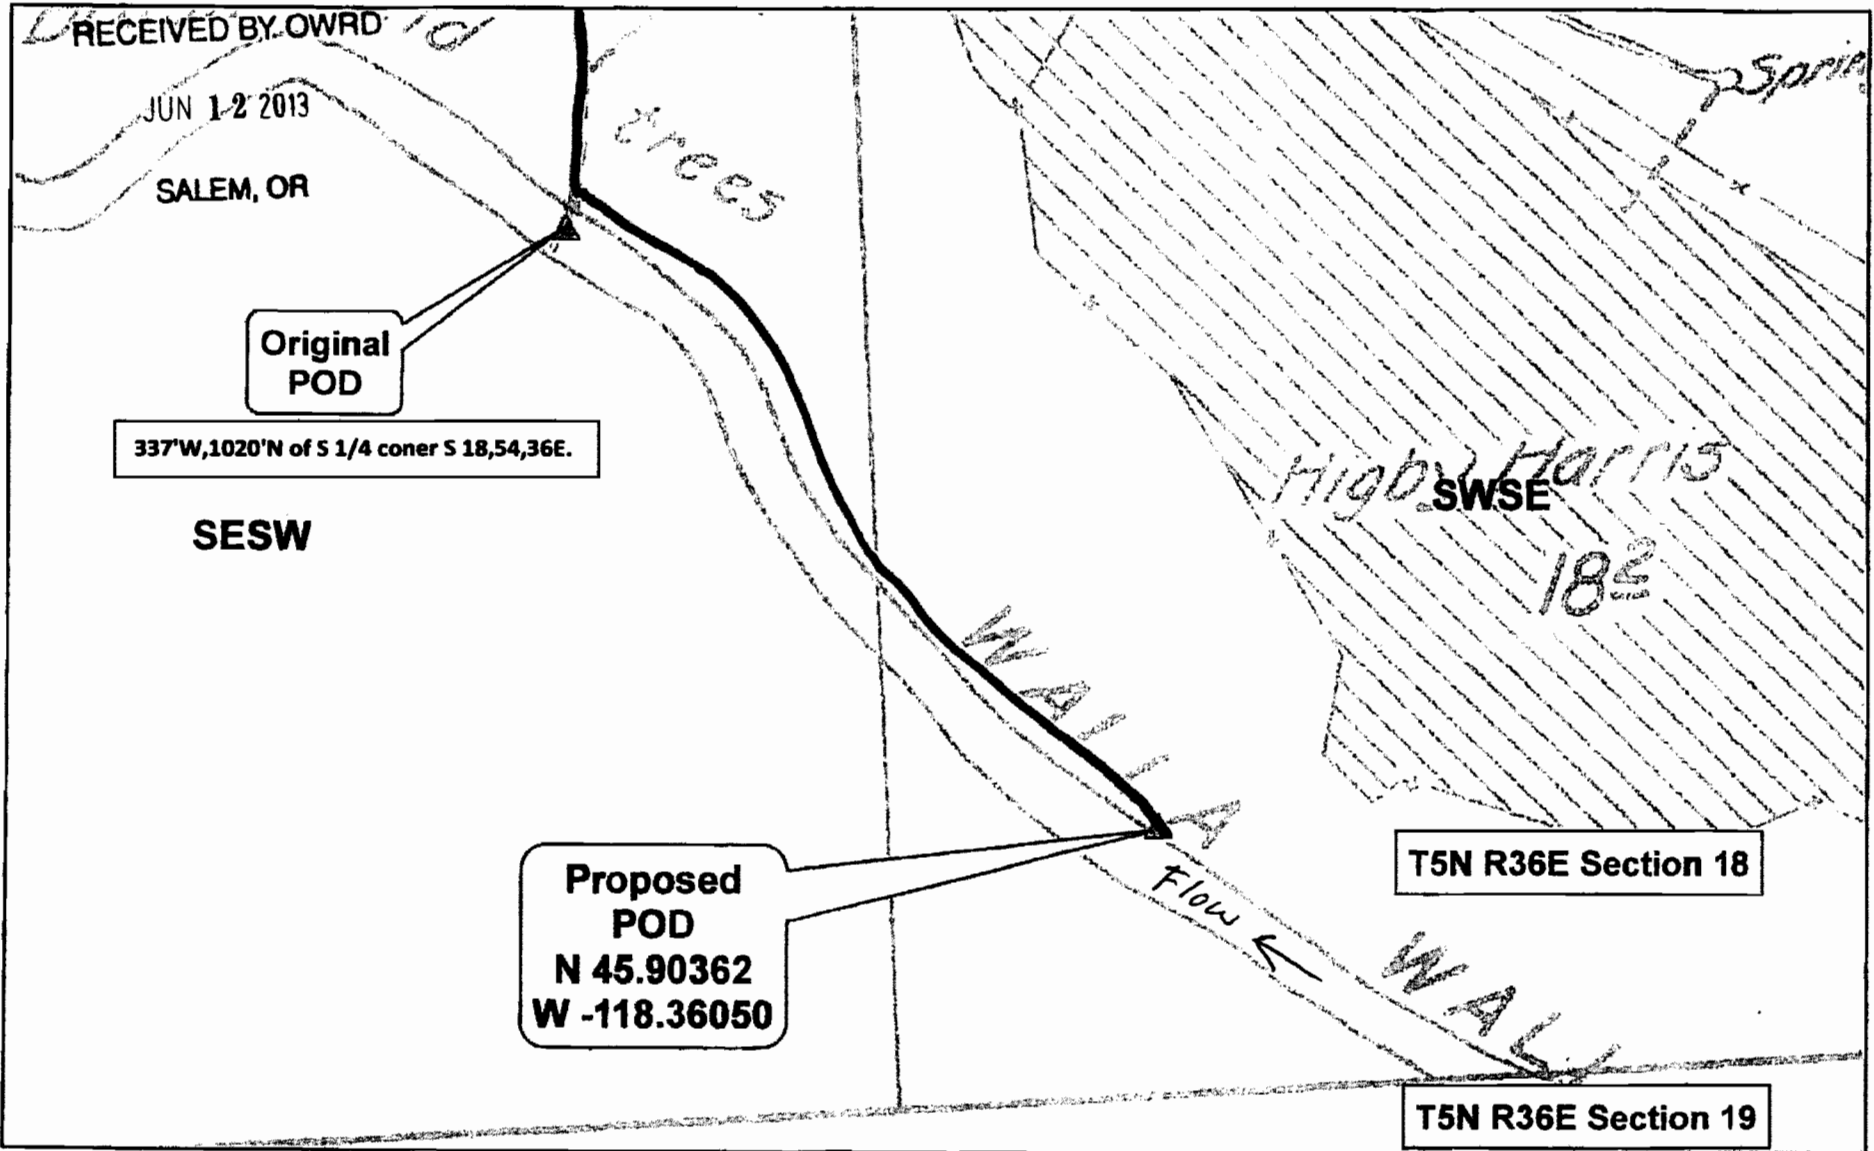 RECEIVED BY OWRD
JUN 12 2013
SALEM, OR
trees
Original
POD
337'W,1020'N of S 1/4 coner S 18,54,36E.
SESW
Higby Harris
SWSE
18 2
WALLA
Proposed
POD
N 45.90362
W -118.36050
Flow
T5N R36E Section 18
WALL
T5N R36E Section 19